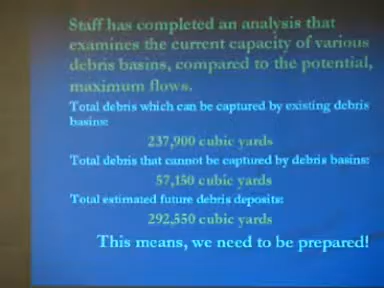 Staff has completed an analysis that
examines the current capacity of various
debris basins, compared to the potential,
maximum flows.
Total debris which can be captured by existing debris
basins:
237,900 cubic yards
Total debris that cannot be captured by debris basins:
57,150 cubic yards
Total estimated future debris deposits:
292,550 cubic yards
This means, we need to be prepared!